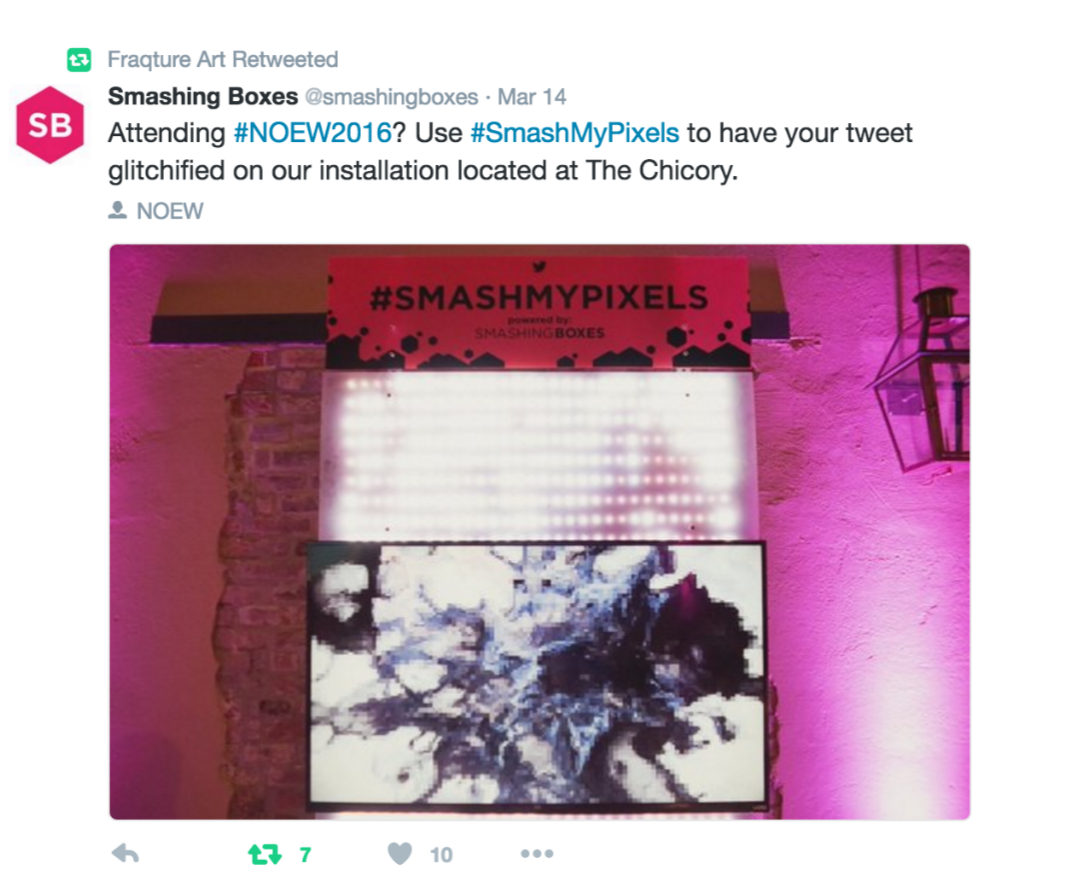 Fraqture Art Retweeted
Smashing Boxes @smashingboxes · Mar 14
SB
Attending #NOEW2016? Use #SmashMyPixels to have your tweet
glitchified on our installation located at The Chicory.
NOEW
#SMASHMYPIXELS
powered by:
SMASHINGBOXES
7
10